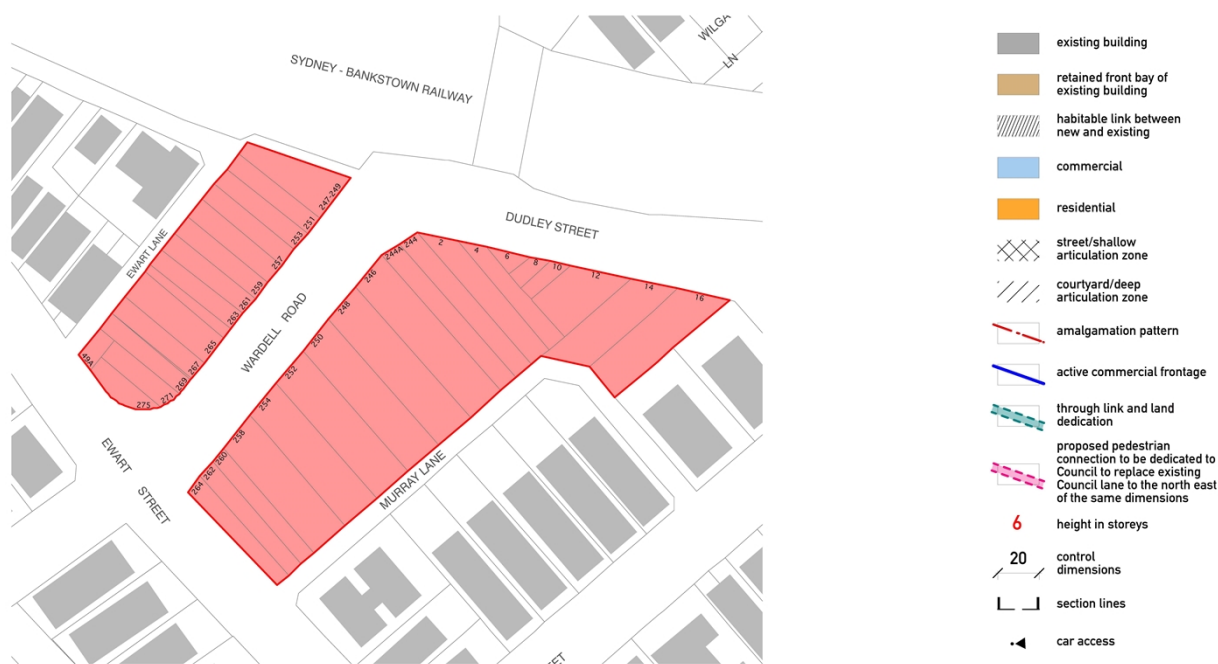 WILGA
LN
SYDNEY - BANKSTOWN RAILWAY
DUDLEY STREET
EWART LANE
WARDELL ROAD
EWART STREET
MURRAY LANE
247-249
251
253
257
259
261
263
265
267
269
271
275
49A
244
244A
246
248
250
252
254
258
260
262
264
2
4
6
8
10
12
14
16
ET
existing building
retained front bay of
existing building
habitable link between
new and existing
commercial
residential
street/shallow
articulation zone
courtyard/deep
articulation zone
amalgamation pattern
active commercial frontage
through link and land
dedication
proposed pedestrian
connection to be dedicated to
Council to replace existing
Council lane to the north east
of the same dimensions
6
height in storeys
20
control
dimensions
section lines
car access